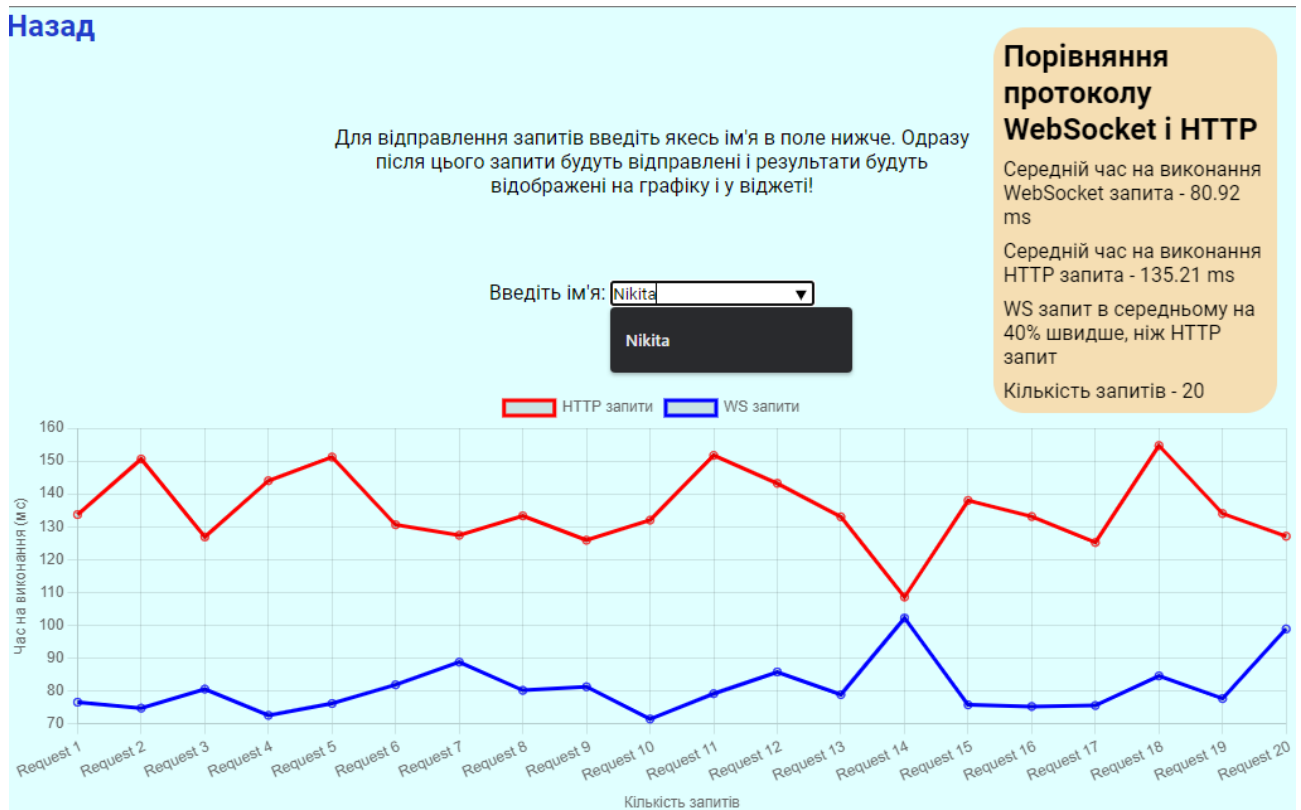 Назад
Порівняння
протоколу
WebSocket і HTTP
Середній час на виконання
WebSocket запита - 80.92
ms
Середній час на виконання
HTTP запита - 135.21 ms
WS запит в середньому на
40% швидше, ніж HTTP
запит
Кількість запитів - 20
Для відправлення запитів введіть якесь ім'я в поле нижче. Одразу
після цього запити будуть відправлені і результати будуть
відображені на графіку і у віджеті!
Введіть ім'я: Nikita
Nikita
HTTP запити WS запити
Час на виконання (мс)
160
150
140
130
120
110
100
90
80
70
Request 1 Request 2 Request 3 Request 4 Request 5 Request 6 Request 7 Request 8 Request 9 Request 10 Request 11 Request 12 Request 13 Request 14 Request 15 Request 16 Request 17 Request 18 Request 19 Request 20
Кількість запитів